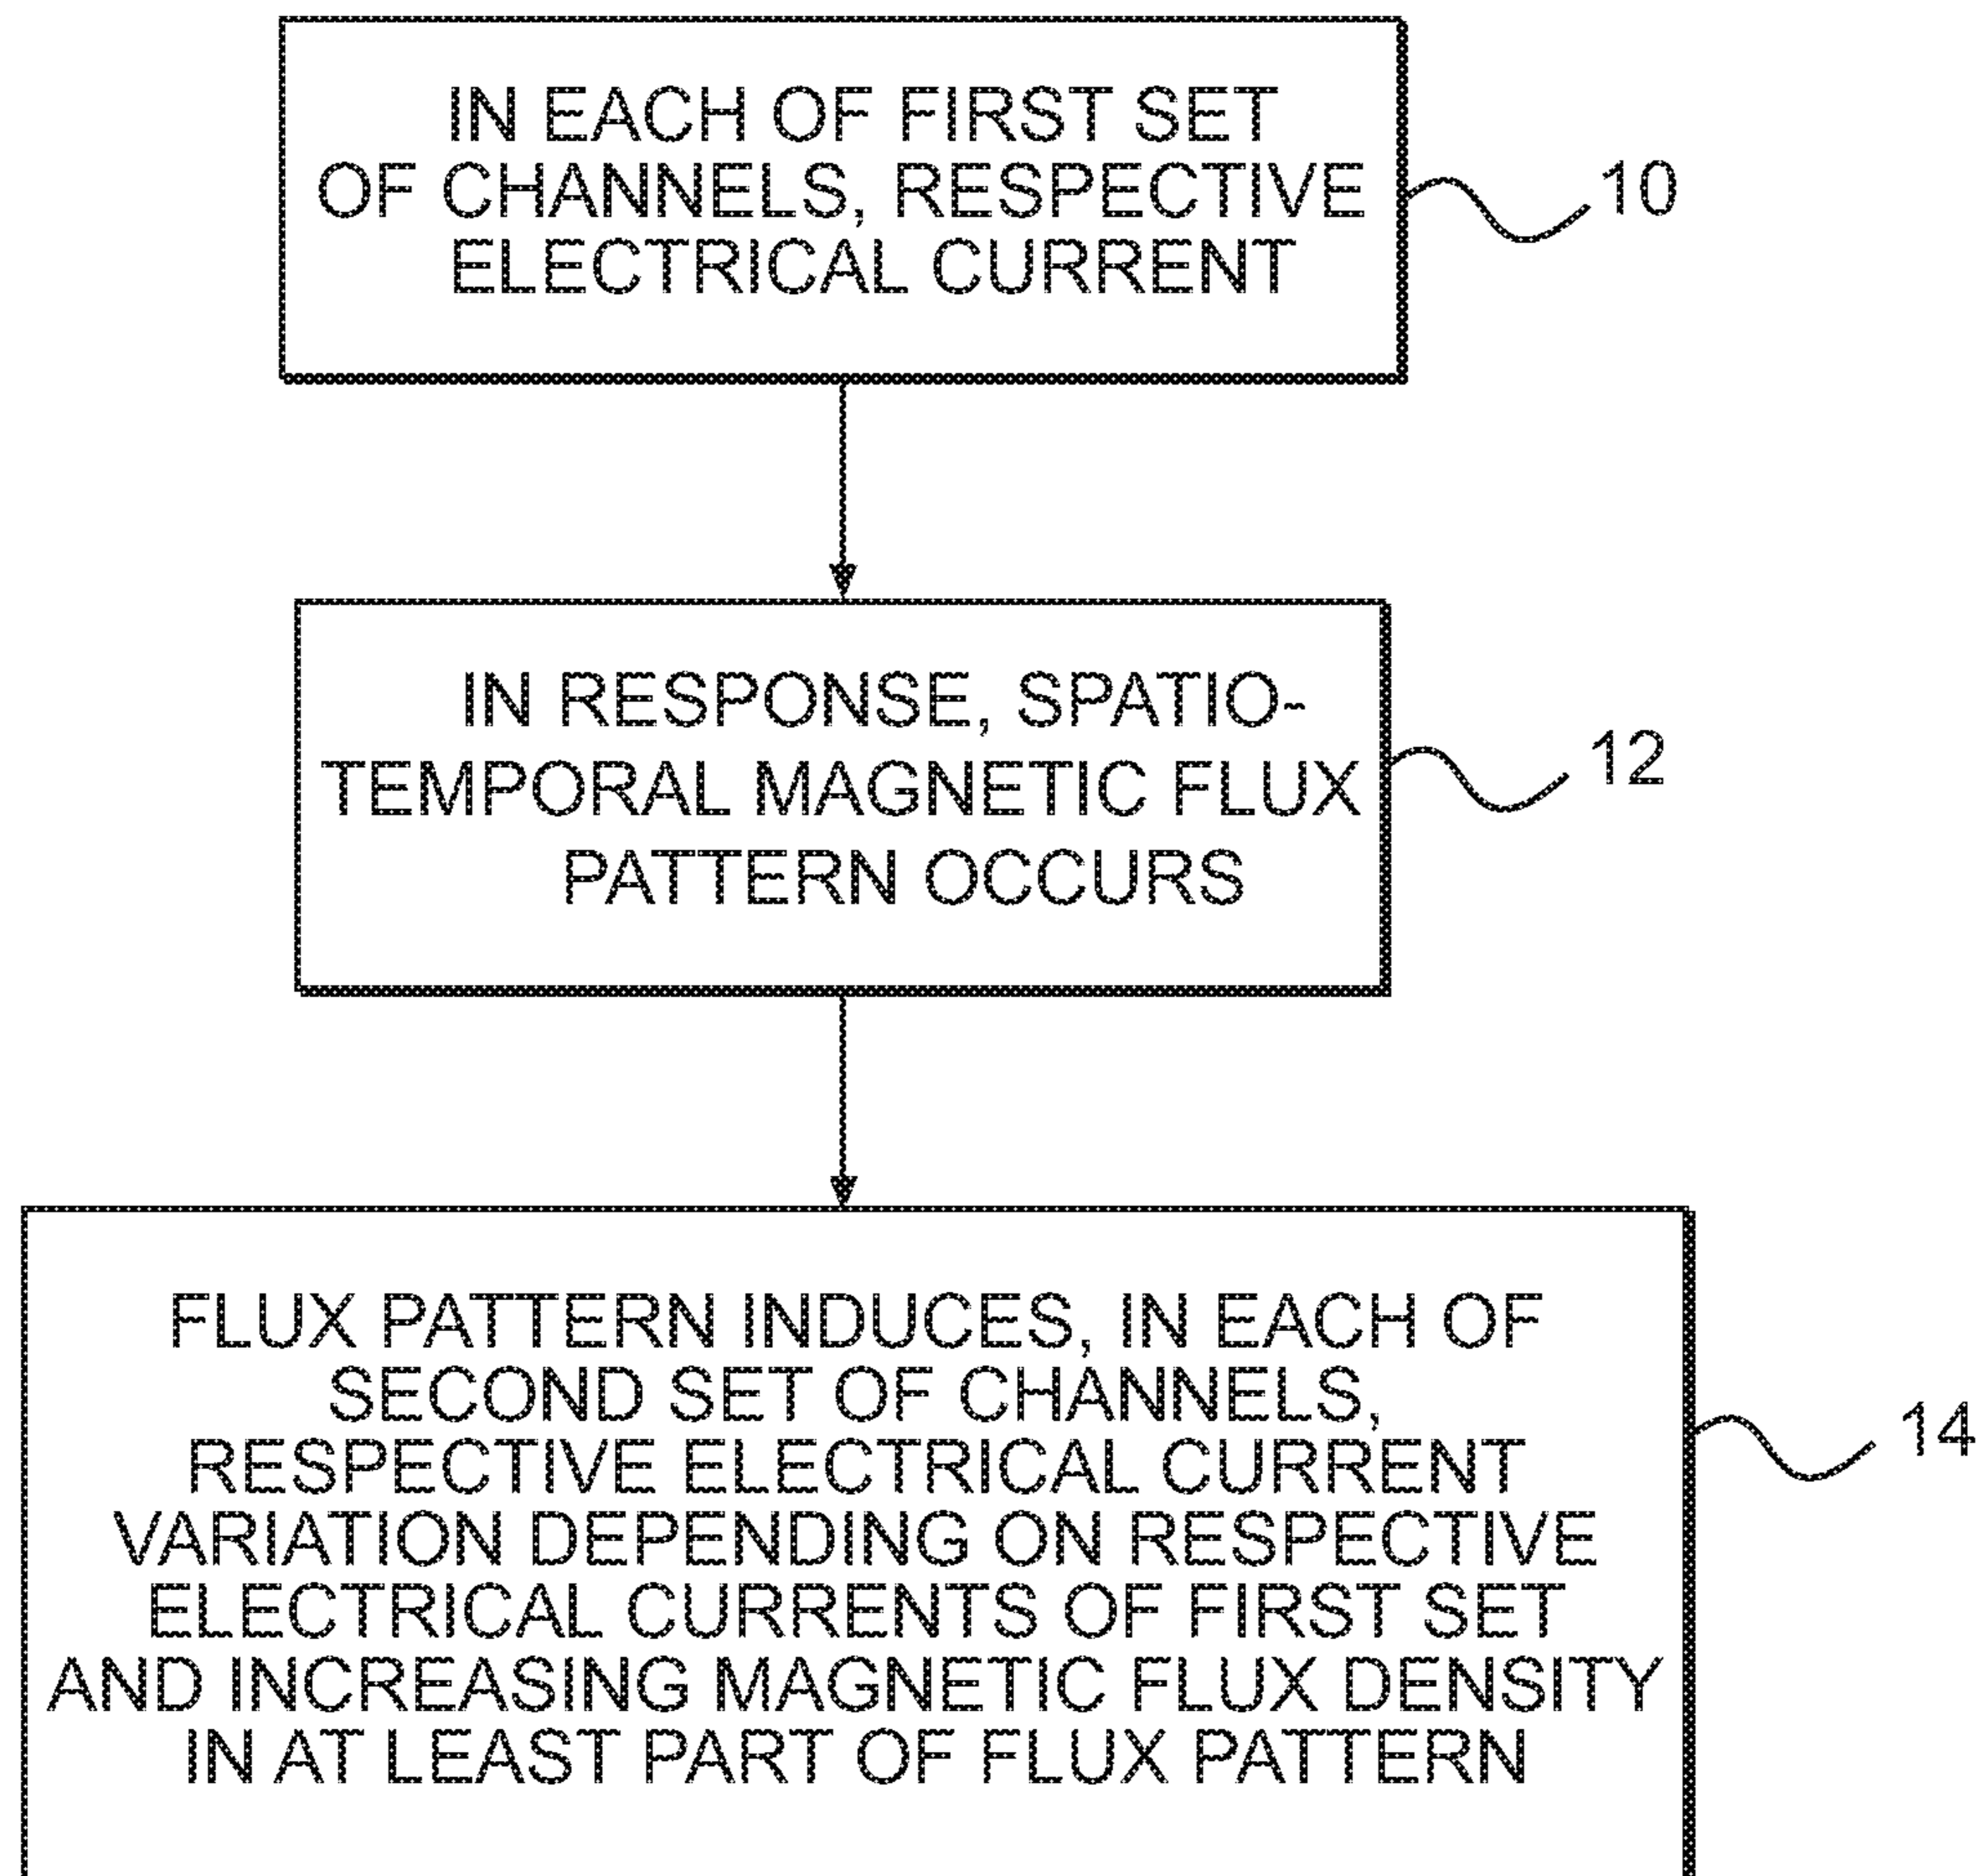 IN EACH OF FIRST SET
OF CHANNELS, RESPECTIVE
ELECTRICAL CURRENT
10
IN RESPONSE, SPATIO-
TEMPORAL MAGNETIC FLUX
PATTERN OCCURS
12
FLUX PATTERN INDUCES, IN EACH OF
SECOND SET OF CHANNELS,
RESPECTIVE ELECTRICAL CURRENT
VARIATION DEPENDING ON RESPECTIVE
ELECTRICAL CURRENTS OF FIRST SET
AND INCREASING MAGNETIC FLUX DENSITY
IN AT LEAST PART OF FLUX PATTERN
14